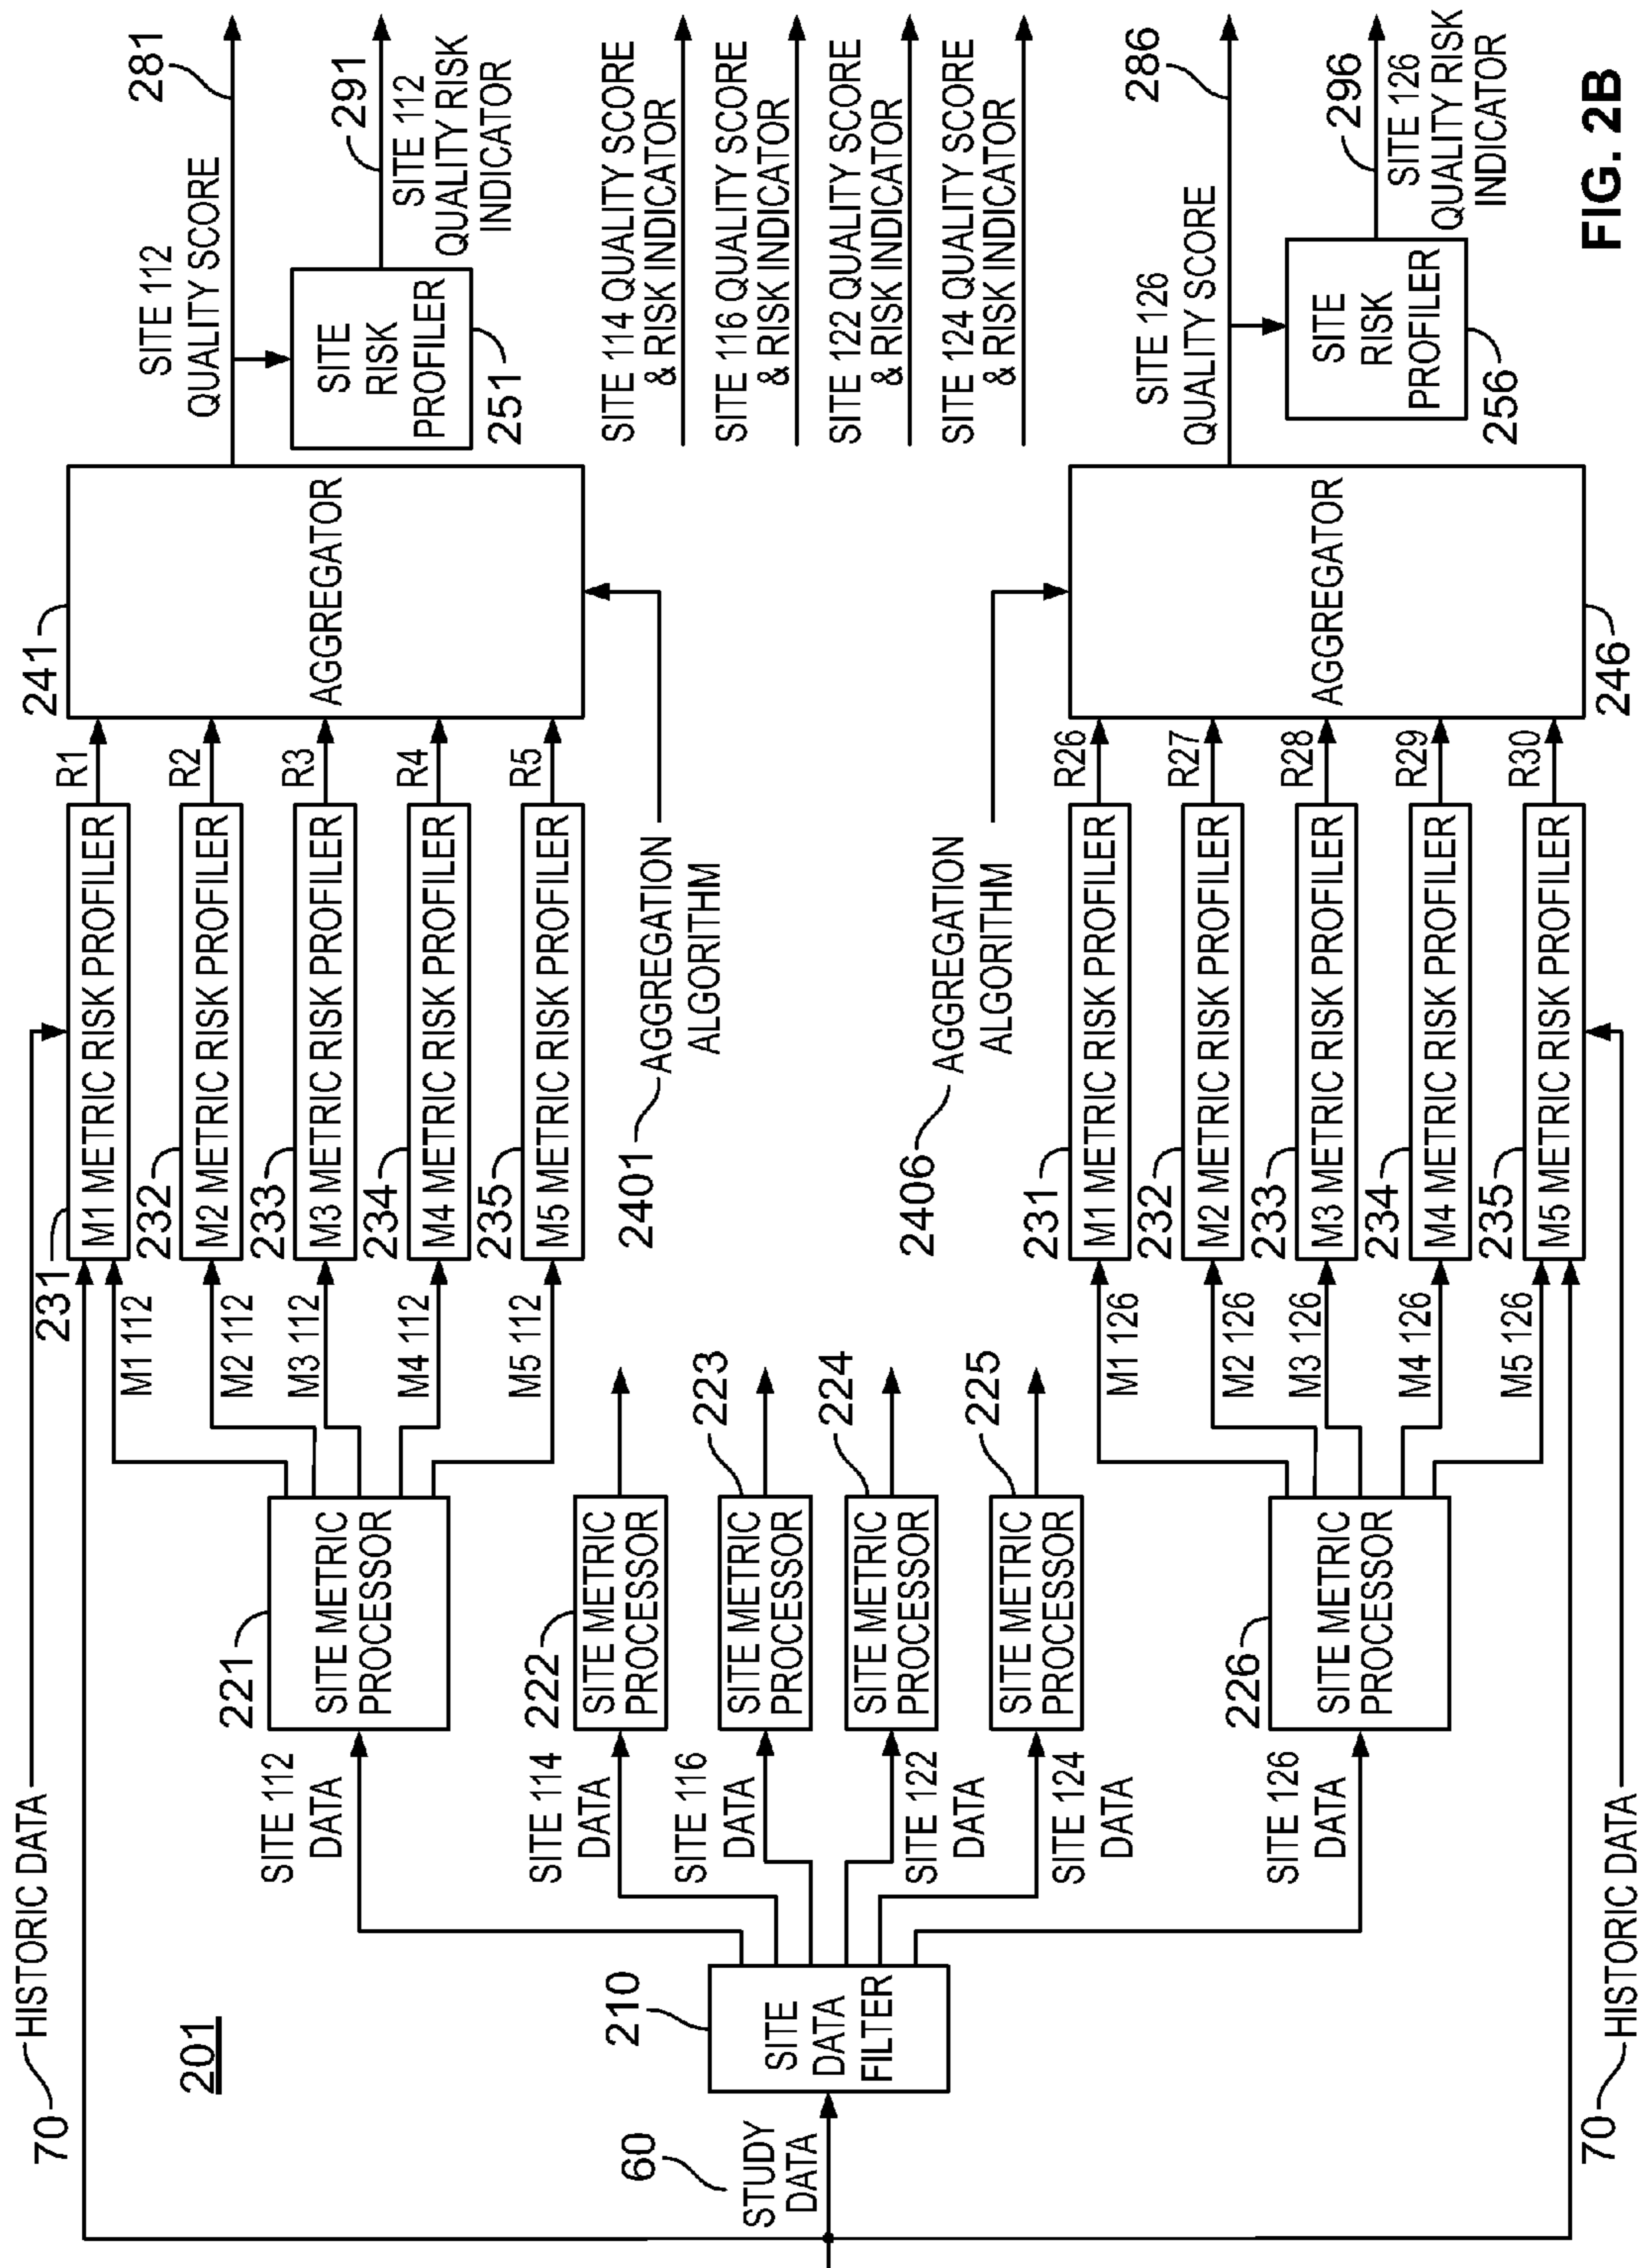 201
70
HISTORIC DATA
60
STUDY
DATA
210
SITE
DATA
FILTER
SITE 112
DATA
SITE 114
DATA
SITE 116
DATA
SITE 122
DATA
SITE 124
DATA
SITE 126
DATA
221
SITE METRIC
PROCESSOR
222
SITE METRIC
PROCESSOR
223
SITE METRIC
PROCESSOR
224
SITE METRIC
PROCESSOR
225
SITE METRIC
PROCESSOR
226
SITE METRIC
PROCESSOR
M1 112
M2 112
M3 112
M4 112
M5 112
231
M1 METRIC RISK PROFILER
232
M2 METRIC RISK PROFILER
233
M3 METRIC RISK PROFILER
234
M4 METRIC RISK PROFILER
235
M5 METRIC RISK PROFILER
R1
R2
R3
R4
R5
241
AGGREGATOR
2401
AGGREGATION
ALGORITHM
SITE 112
QUALITY SCORE
281
SITE
RISK
PROFILER
251
291
SITE 112
QUALITY RISK
INDICATOR
SITE 114 QUALITY SCORE
& RISK INDICATOR
SITE 116 QUALITY SCORE
& RISK INDICATOR
SITE 122 QUALITY SCORE
& RISK INDICATOR
SITE 124 QUALITY SCORE
& RISK INDICATOR
2406
AGGREGATION
ALGORITHM
M1 126
M2 126
M3 126
M4 126
M5 126
231
M1 METRIC RISK PROFILER
232
M2 METRIC RISK PROFILER
233
M3 METRIC RISK PROFILER
234
M4 METRIC RISK PROFILER
235
M5 METRIC RISK PROFILER
R26
R27
R28
R29
R30
AGGREGATOR
246
SITE 126
QUALITY SCORE
286
SITE
RISK
PROFILER
256
296
SITE 126
QUALITY RISK
INDICATOR
70
HISTORIC DATA
FIG. 2B